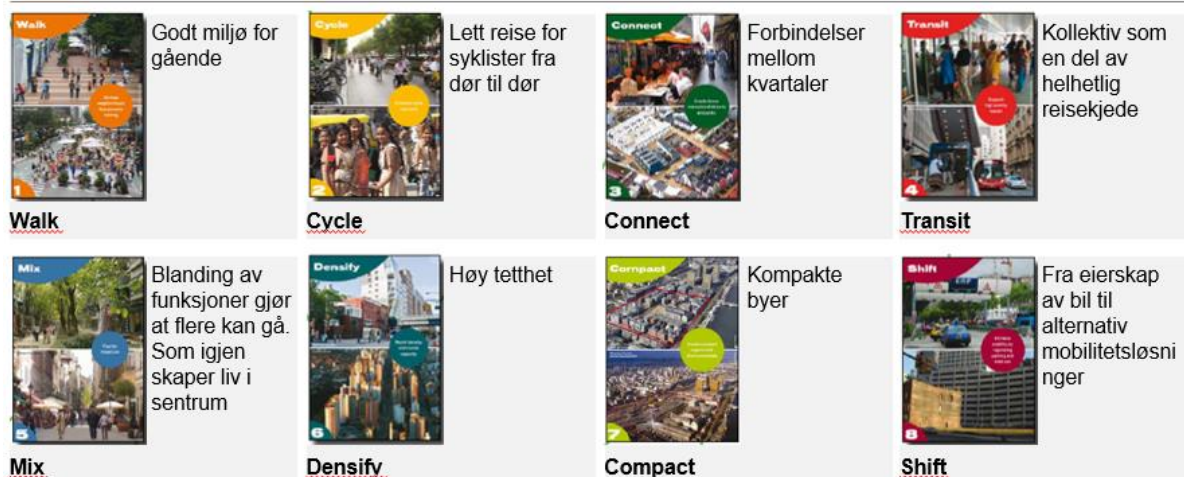 Walk
Godt miljø for
gående
1
Walk
Cycle
Lett reise for
syklister fra
dør til dør
2
Cycle
Connect
Forbindelser
mellom
kvartaler
3
Connect
Transit
Kollektiv som
en del av
helhetlig
reisekjede
4
Transit
Mix
Blanding av
funksjoner gjør
at flere kan gå.
Som igjen
skaper liv i
sentrum
5
Mix
Densify
Høy tetthet
6
Densify
Compact
Kompakte
byer
7
Compact
Shift
Fra eierskap
av bil til
alternativ
mobilitetsløsni
nger
8
Shift